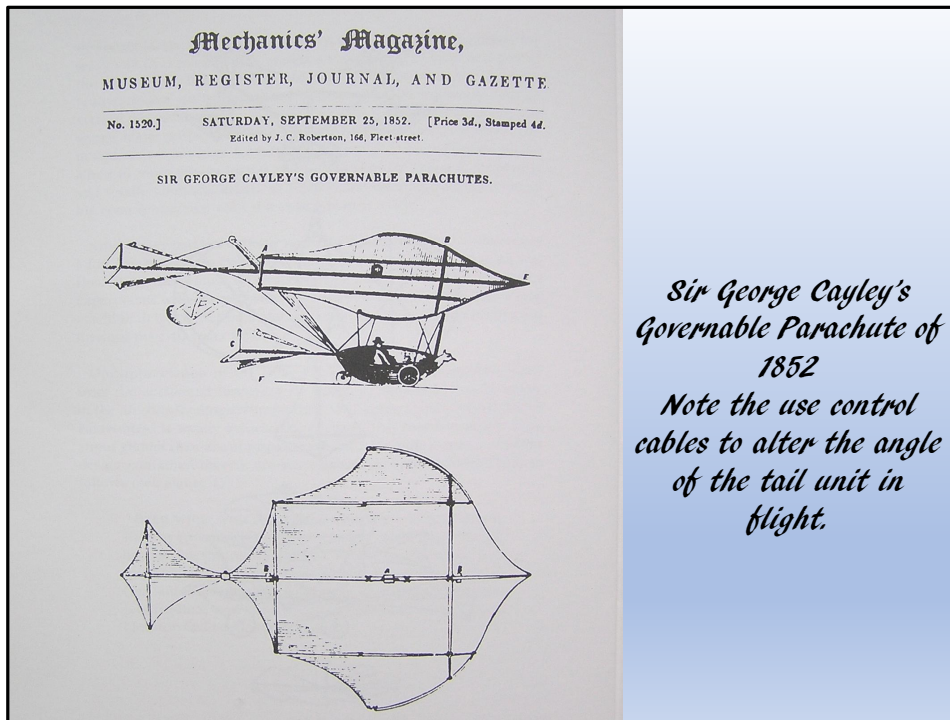 Mechanics' Magazine,
MUSEUM, REGISTER, JOURNAL, AND GAZETTE
No. 1520.] SATURDAY, SEPTEMBER 25, 1852. [Price 3d., Stamped 4d.
Edited by J. C. Robertson, 166, Fleet-street.
SIR GEORGE CAYLEY'S GOVERNABLE PARACHUTES.
A
B
E
C
F
B
A
B
Sir George Cayley's
Governable Parachute of
1852
Note the use control
cables to alter the angle
of the tail unit in
flight.